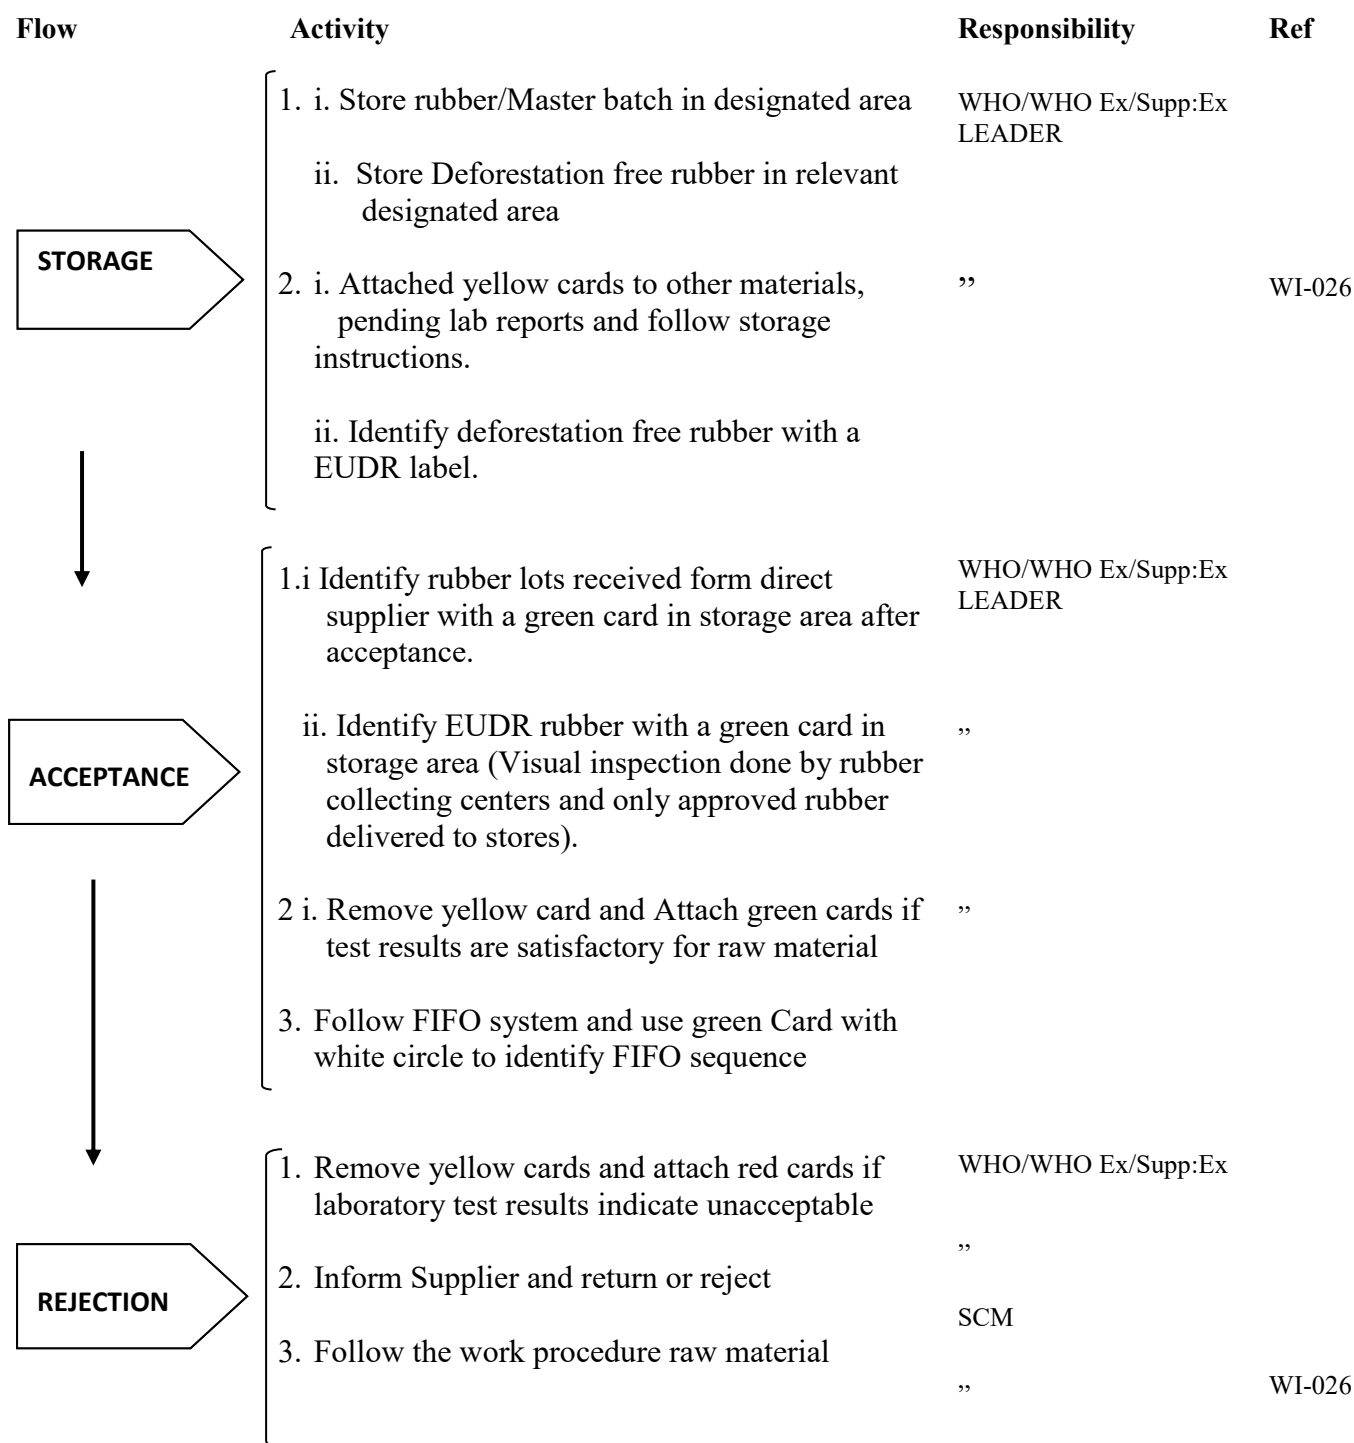 Flow Activity Responsibility Ref
1. i. Store rubber/Master batch in designated area WHO/WHO Ex/Supp:Ex
LEADER
ii. Store Deforestation free rubber in relevant
designated area
STORAGE
2. i. Attached yellow cards to other materials, ” WI-026
pending lab reports and follow storage
instructions.
ii. Identify deforestation free rubber with a
EUDR label.
1.i Identify rubber lots received form direct WHO/WHO Ex/Supp:Ex
supplier with a green card in storage area after LEADER
acceptance.
ii. Identify EUDR rubber with a green card in ”
storage area (Visual inspection done by rubber
ACCEPTANCE
collecting centers and only approved rubber
delivered to stores).
2 i. Remove yellow card and Attach green cards if ”
test results are satisfactory for raw material
3. Follow FIFO system and use green Card with
white circle to identify FIFO sequence
1. Remove yellow cards and attach red cards if WHO/WHO Ex/Supp:Ex
laboratory test results indicate unacceptable
”
2. Inform Supplier and return or reject
REJECTION
SCM
3. Follow the work procedure raw material
” WI-026